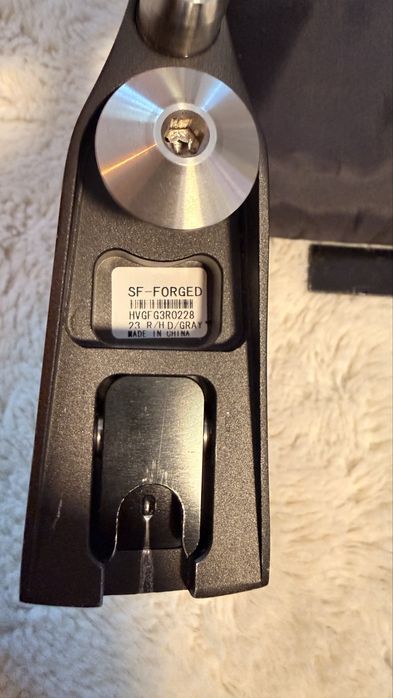 SF-FORGED
HVGFG3R0228
23 R/H D/GRAY
MADE IN CHINA